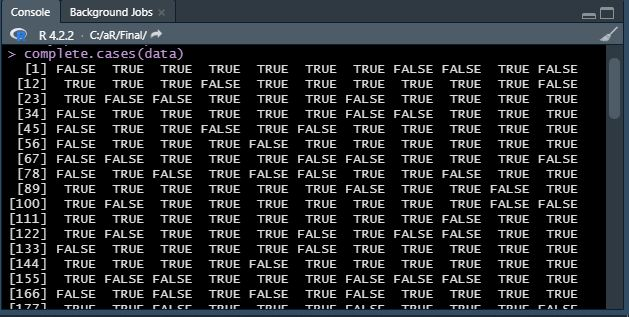 Console Background Jobs ×
R R 4.2.2 · C:/aR/Final/
> complete.cases(data)
[1] FALSE TRUE TRUE TRUE TRUE TRUE TRUE FALSE FALSE TRUE FALSE
[12] TRUE TRUE TRUE FALSE TRUE TRUE TRUE TRUE TRUE TRUE FALSE
[23] TRUE FALSE FALSE TRUE TRUE TRUE FALSE TRUE TRUE TRUE TRUE
[34] FALSE TRUE TRUE TRUE TRUE TRUE FALSE FALSE TRUE TRUE TRUE
[45] FALSE TRUE TRUE FALSE TRUE FALSE TRUE TRUE TRUE TRUE TRUE
[56] FALSE TRUE TRUE TRUE FALSE TRUE TRUE TRUE TRUE TRUE TRUE
[67] FALSE FALSE TRUE TRUE TRUE FALSE FALSE TRUE TRUE FALSE FALSE
[78] TRUE FALSE TRUE FALSE FALSE FALSE TRUE TRUE TRUE TRUE FALSE
[89] TRUE TRUE TRUE TRUE TRUE TRUE FALSE TRUE TRUE FALSE TRUE
[100] TRUE FALSE TRUE TRUE TRUE TRUE TRUE TRUE TRUE FALSE FALSE
[111] TRUE TRUE TRUE TRUE TRUE TRUE TRUE TRUE FALSE TRUE TRUE
[122] TRUE FALSE TRUE TRUE TRUE FALSE TRUE FALSE FALSE TRUE TRUE
[133] FALSE TRUE TRUE TRUE TRUE FALSE TRUE TRUE TRUE TRUE TRUE
[144] TRUE TRUE TRUE TRUE FALSE TRUE TRUE TRUE TRUE TRUE TRUE
[155] TRUE FALSE FALSE TRUE TRUE TRUE FALSE FALSE FALSE TRUE TRUE
[166] FALSE TRUE FALSE TRUE TRUE TRUE TRUE TRUE FALSE TRUE FALSE
[177] TRUE TRUE TRUE TRUE TRUE TRUE TRUE TRUE TRUE FALSE